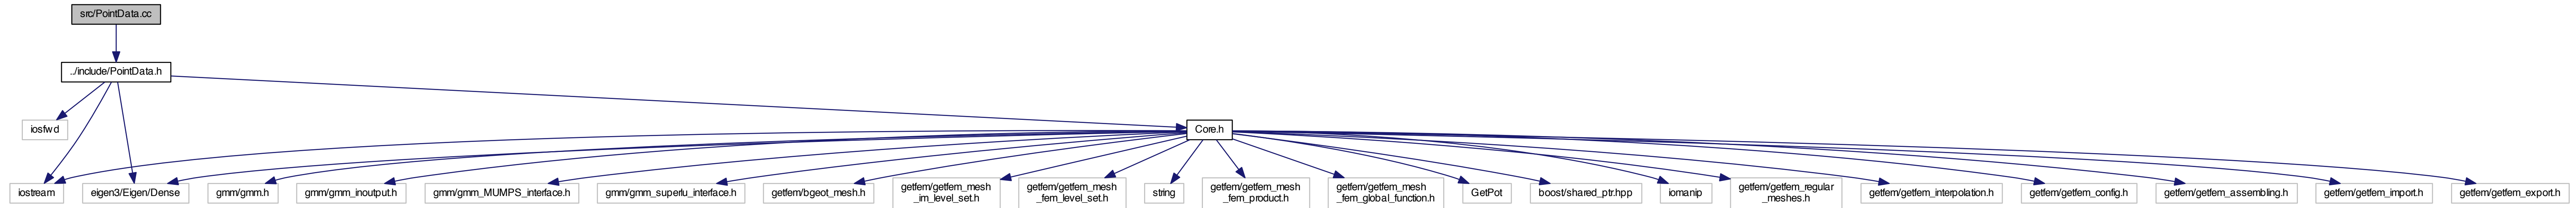 src/PointData.cc
../include/PointData.h
iosfwd
Core.h
iostream
eigen3/Eigen/Dense
gmm/gmm.h
gmm/gmm_inoutput.h
gmm/gmm_MUMPS_interface.h
gmm/gmm_superlu_interface.h
getfem/bgeot_mesh.h
getfem/getfem_mesh
_im_level_set.h
getfem/getfem_mesh
_fem_level_set.h
string
getfem/getfem_mesh
_fem_product.h
getfem/getfem_mesh
_fem_global_function.h
GetPot
boost/shared_ptr.hpp
iomanip
getfem/getfem_regular
_meshes.h
getfem/getfem_interpolation.h
getfem/getfem_config.h
getfem/getfem_assembling.h
getfem/getfem_import.h
getfem/getfem_export.h